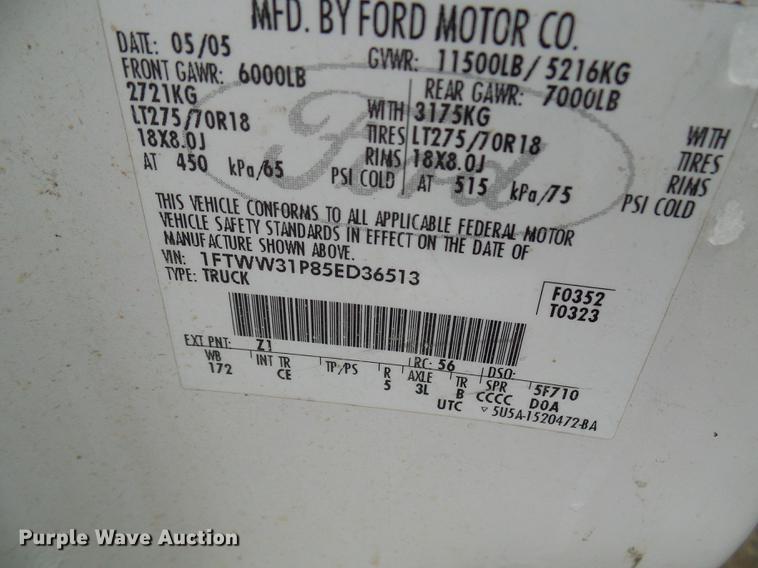 MFD. BY FORD MOTOR CO.
DATE: 05/05 GVWR: 11500LB/ 5216KG
FRONT GAWR: 6000LB REAR GAWR: 7000LB
2721KG WITH 3175KG WITH
LT275/70R18 TIRES LT275/70R18 TIRES
18X8.0J RIMS 18X8.0J RIMS
AT 450 kPa/65 PSI COLD AT 515 kPa/75 PSI COLD
Ford
THIS VEHICLE CONFORMS TO ALL APPLICABLE FEDERAL MOTOR
VEHICLE SAFETY STANDARDS IN EFFECT ON THE DATE OF
MANUFACTURE SHOWN ABOVE.
VIN: 1FTWW31P85ED36513
TYPE: TRUCK
F0352
T0323
EXT PNT: Z1 RC: 56 DSO:
WB INT TR TP/PS R AXLE TR SPR 5F710
172 CE 5 3L B CCCC D0A
UTC ▽ 5U5A-1520472-BA
Purple Wave Auction